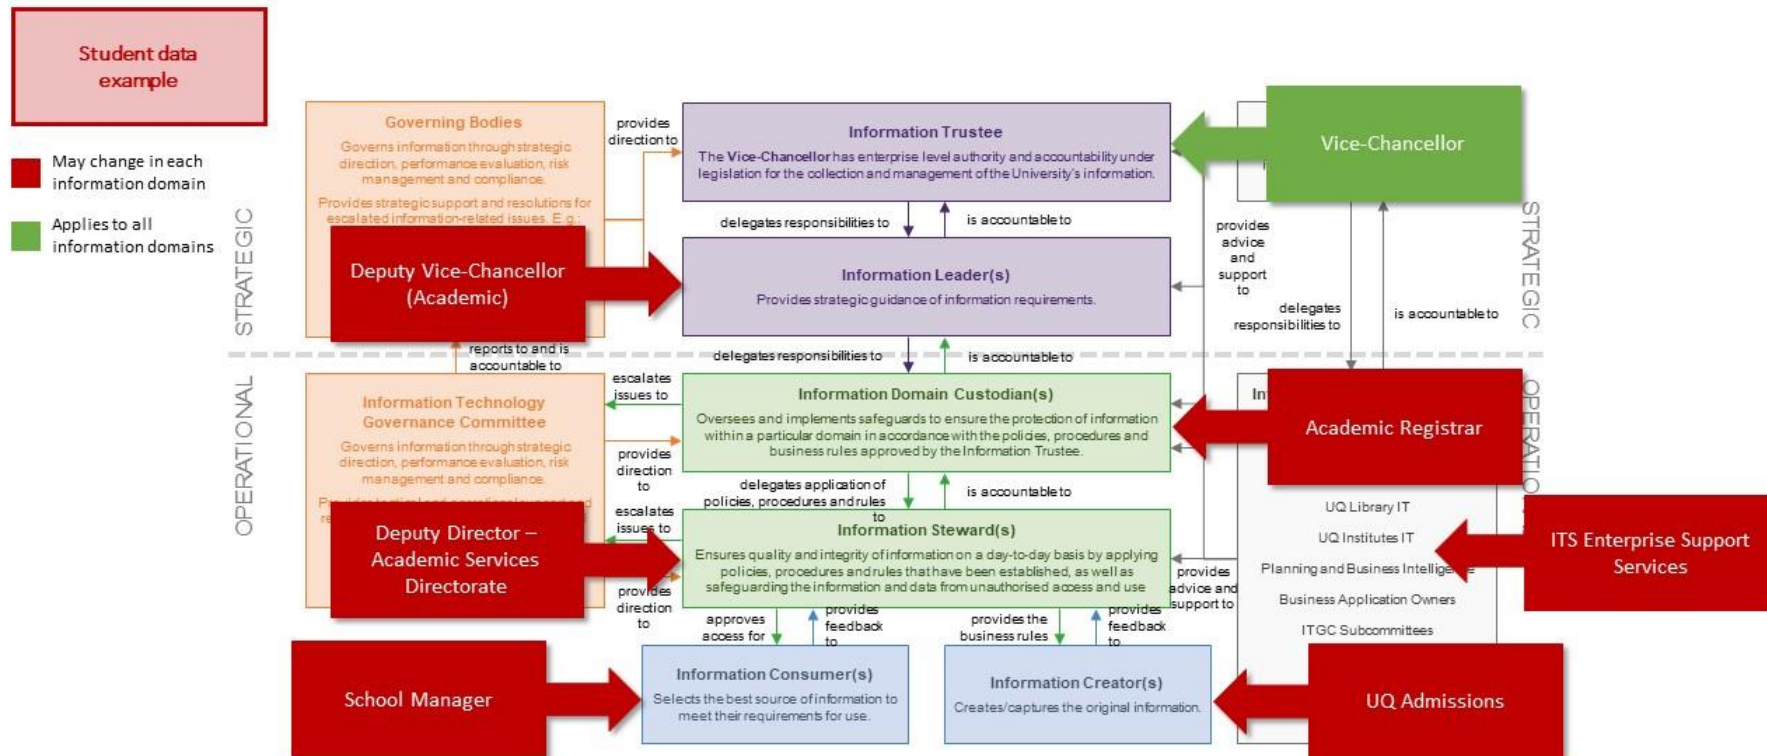 Student data
example
May change in each
information domain
Applies to all
information domains
STRATEGIC
OPERATIONAL
Governing Bodies
Governs information through strategic
direction, performance evaluation, risk
management and compliance.
Provides strategic support and resolutions for
escalated information-related issues. E.g.:
Deputy Vice-Chancellor
(Academic)
reports to and is
accountable to
Information Technology
Governance Committee
Governs information through strategic
direction, performance evaluation, risk
management and compliance.
Deputy Director –
Academic Services
Directorate
School Manager
provides
direction to
Information Trustee
The Vice-Chancellor has enterprise level authority and accountability under
legislation for the collection and management of the University's information.
delegates responsibilities to
is accountable to
Information Leader(s)
Provides strategic guidance of information requirements.
delegates responsibilities to
is accountable to
escalates
issues to
provides
direction
to
Information Domain Custodian(s)
Oversees and implements safeguards to ensure the protection of information
within a particular domain in accordance with the policies, procedures and
business rules approved by the Information Trustee.
delegates application of
policies, procedures and rules
to
is accountable to
escalates
issues to
provides
direction
to
Information Steward(s)
Ensures quality and integrity of information on a day-to-day basis by applying
policies, procedures and rules that have been established, as well as
safeguarding the information and data from unauthorised access and use
approves
access for
provides
feedback
to
provides the
business rules
provides
feedback
to
Information Consumer(s)
Selects the best source of information to
meet their requirements for use.
Information Creator(s)
Creates/captures the original information.
Vice-Chancellor
provides
advice
and
support
to
delegates
responsibilities to
is accountable to
STRATEGIC
Academic Registrar
UQ Library IT
UQ Institutes IT
Planning and Business Intelligence
Business Application Owners
ITGC Subcommittees
provides
advice and
support to
ITS Enterprise Support
Services
UQ Admissions